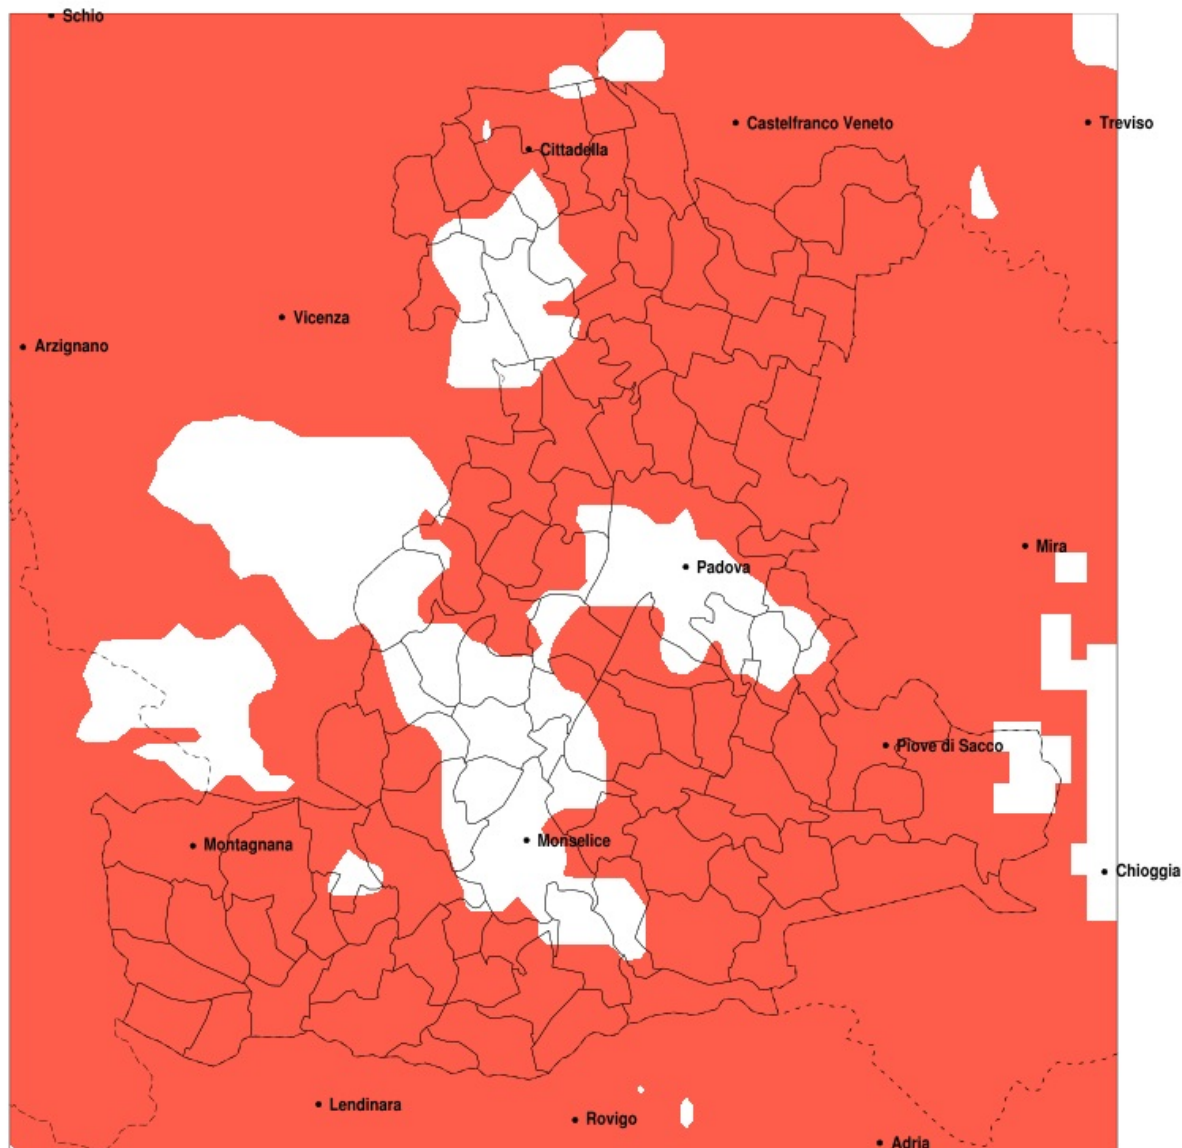 Schio
Castelfranco Veneto
Treviso
Cittadella
Vicenza
Arzignano
Mira
Padova
Piove di Sacco
Montagnana
Monselice
Chioggia
Lendinara
Rovigo
Adria